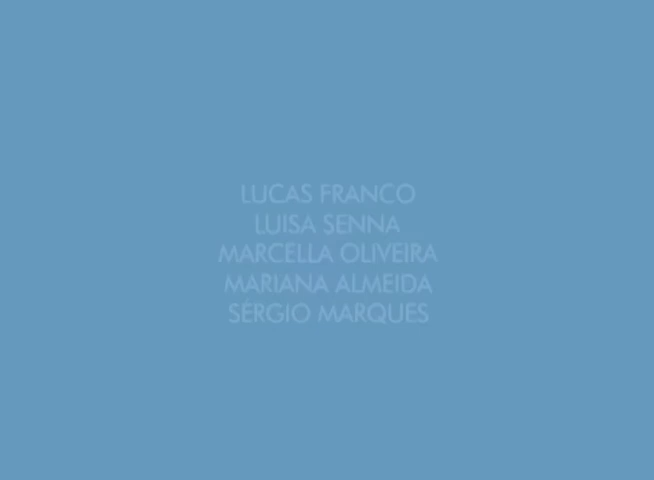 LUCAS FRANCO
LUISA SENNA
MARCELLA OLIVEIRA
MARIANA ALMEIDA
SÉRGIO MARQUES